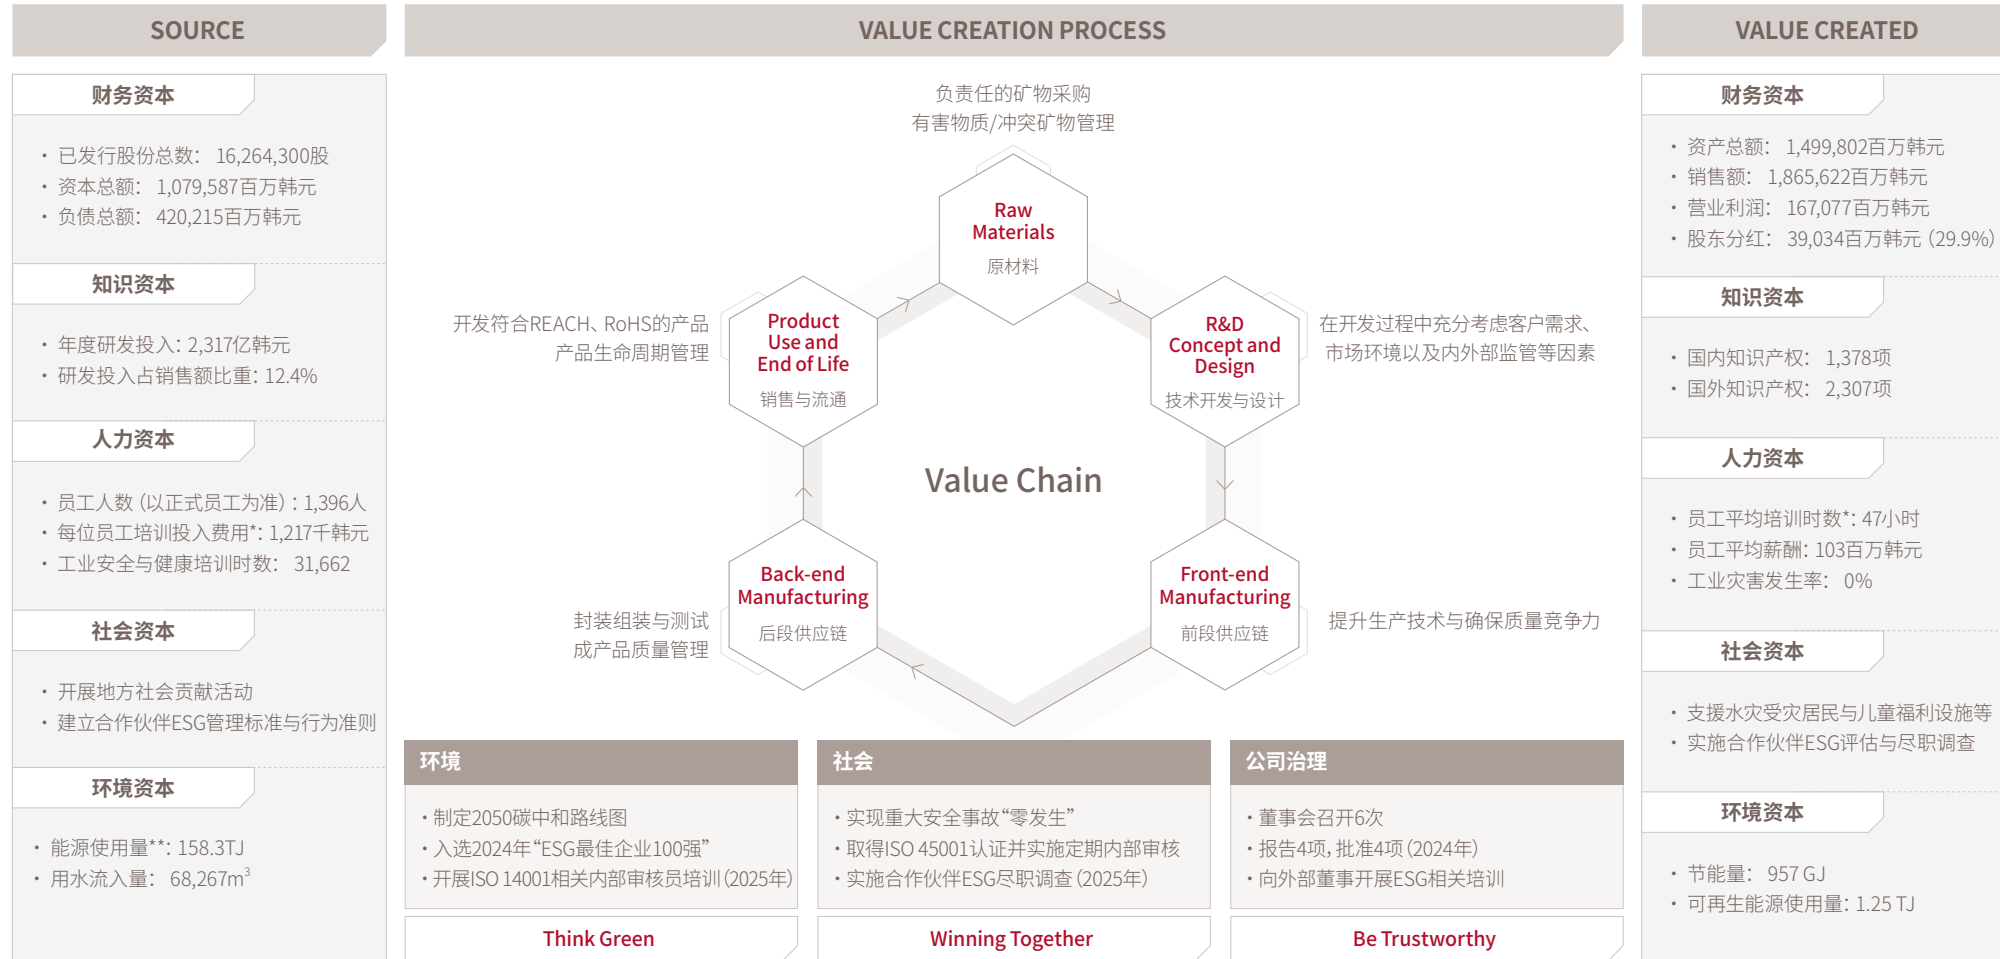 SOURCE
财务资本
・已发行股份总数： 16,264,300股
・资本总额： 1,079,587百万韩元
・负债总额： 420,215百万韩元
知识资本
・年度研发投入：2,317亿韩元
・研发投入占销售额比重：12.4%
人力资本
・员工人数（以正式员工为准）：1,396人
・每位员工培训投入费用*：1,217千韩元
・工业安全与健康培训时数： 31,662
社会资本
・开展地方社会贡献活动
・建立合作伙伴ESG管理标准与行为准则
环境资本
・能源使用量**：158.3TJ
・用水流入量： 68,267m³
VALUE CREATION PROCESS
负责任的矿物采购
有害物质/冲突矿物管理
Raw
Materials
原材料
开发符合REACH、RoHS的产品
产品生命周期管理
Product
Use and
End of Life
销售与流通
R&D
Concept and
Design
技术开发与设计
在开发过程中充分考虑客户需求、
市场环境以及内外部监管等因素
Value Chain
封装组装与测试
成产品质量管理
Back-end
Manufacturing
后段供应链
Front-end
Manufacturing
前段供应链
提升生产技术与确保质量竞争力
环境
・制定2050碳中和路线图
・入选2024年“ESG最佳企业100强”
・开展ISO 14001相关内部审核员培训（2025年）
Think Green
社会
・实现重大安全事故“零发生”
・取得ISO 45001认证并实施定期内部审核
・实施合作伙伴ESG尽职调查（2025年）
Winning Together
公司治理
・董事会召开6次
・报告4项，批准4项（2024年）
・向外部董事开展ESG相关培训
Be Trustworthy
VALUE CREATED
财务资本
・资产总额： 1,499,802百万韩元
・销售额： 1,865,622百万韩元
・营业利润： 167,077百万韩元
・股东分红： 39,034百万韩元（29.9%）
知识资本
・国内知识产权： 1,378项
・国外知识产权： 2,307项
人力资本
・员工平均培训时数*：47小时
・员工平均薪酬：103百万韩元
・工业灾害发生率： 0%
社会资本
・支援水灾受灾居民与儿童福利设施等
・实施合作伙伴ESG评估与尽职调查
环境资本
・节能量： 957 GJ
・可再生能源使用量：1.25 TJ